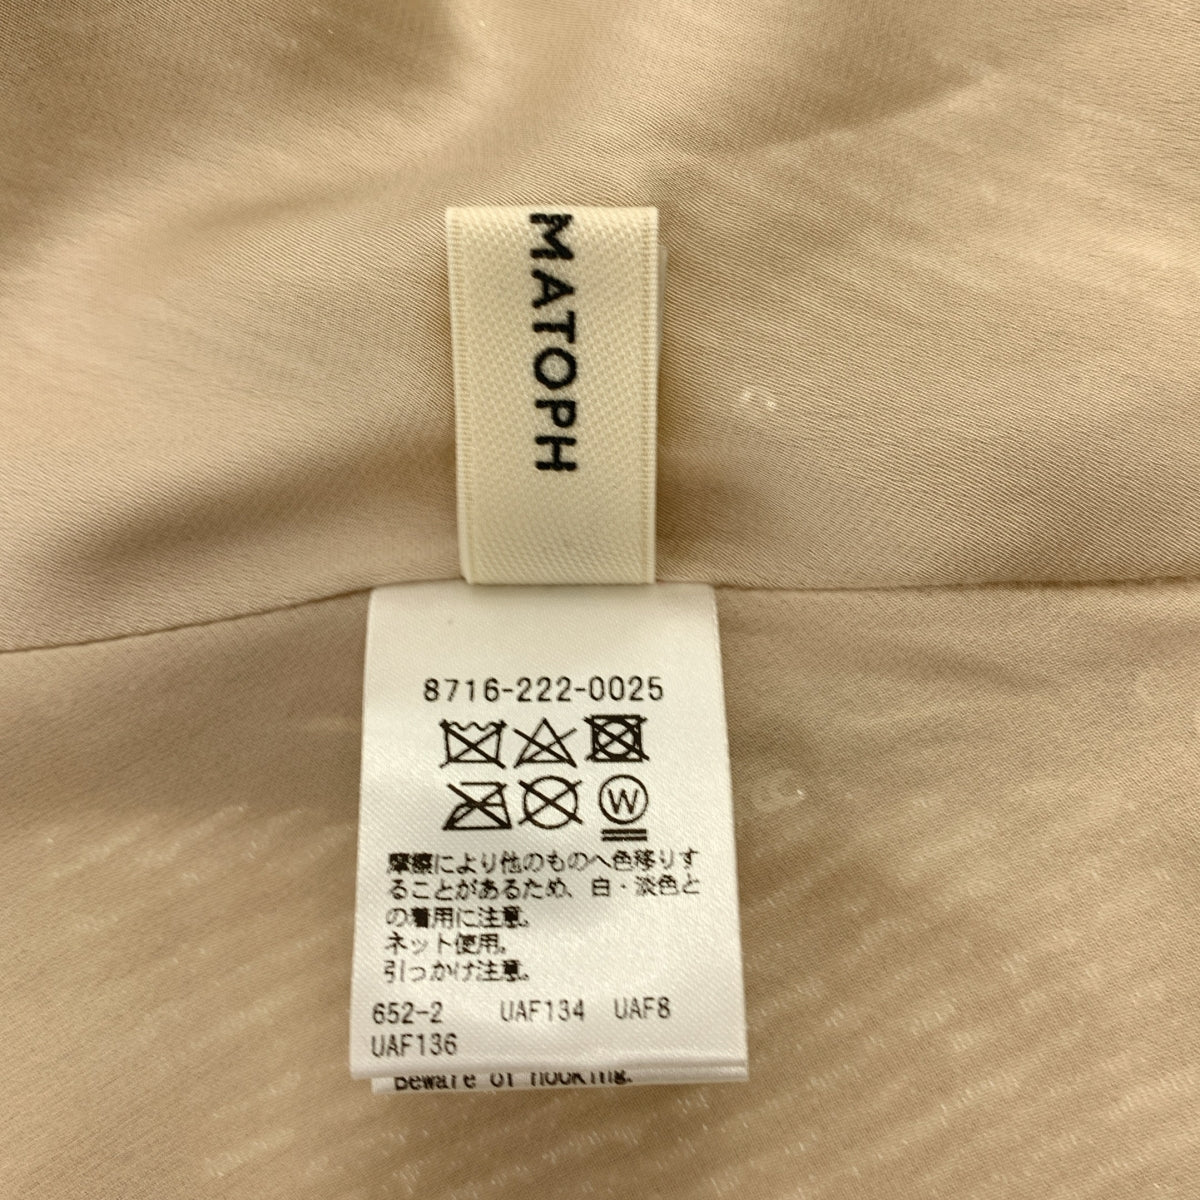 MATOPH
8716-222-0025
W
摩擦により他のものへ色移りす
ることがあるため、白・淡色と
の着用に注意。
ネット使用。
引っかけ注意。
652-2 UAF134 UAF8
UAF136
Beware of hooking.